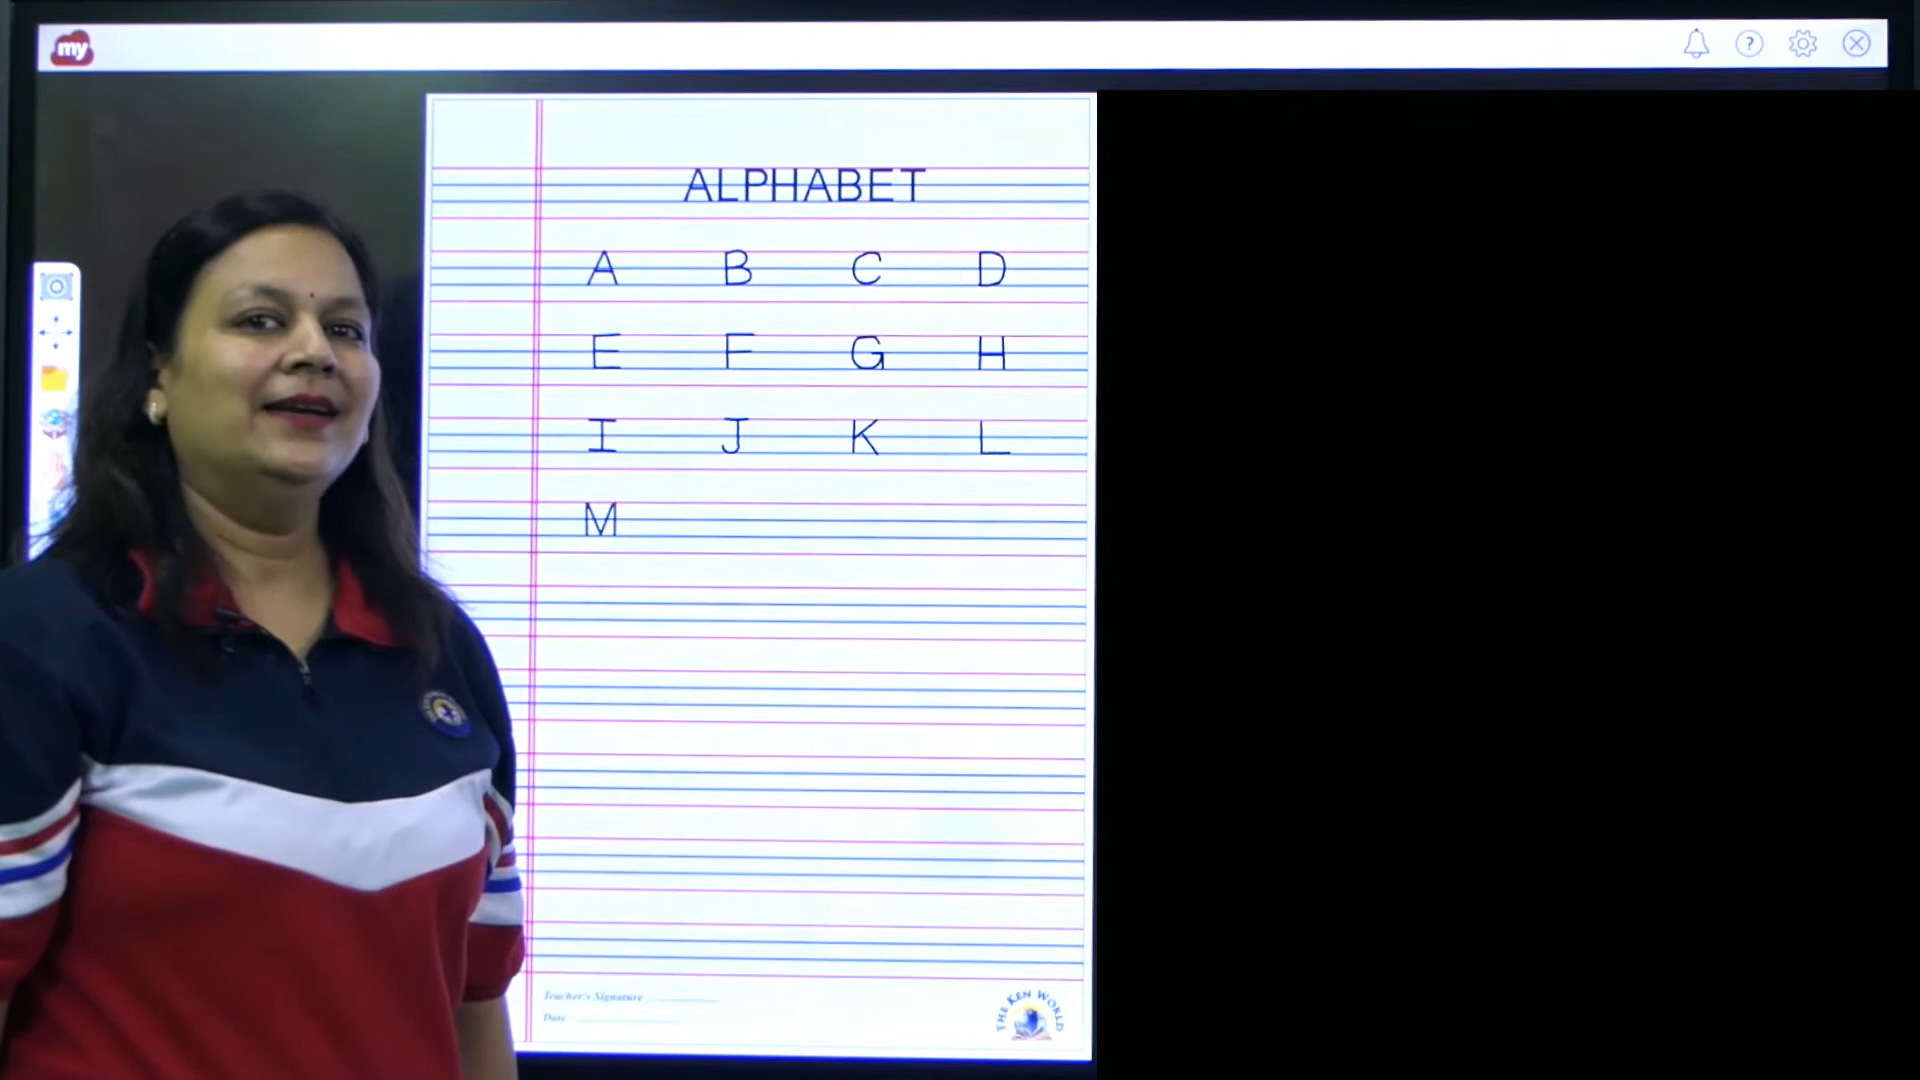 my
ALPHABET
A B C D
E F G H
I J K L
M
Teacher's Signature
Date
THE KEN WORLD